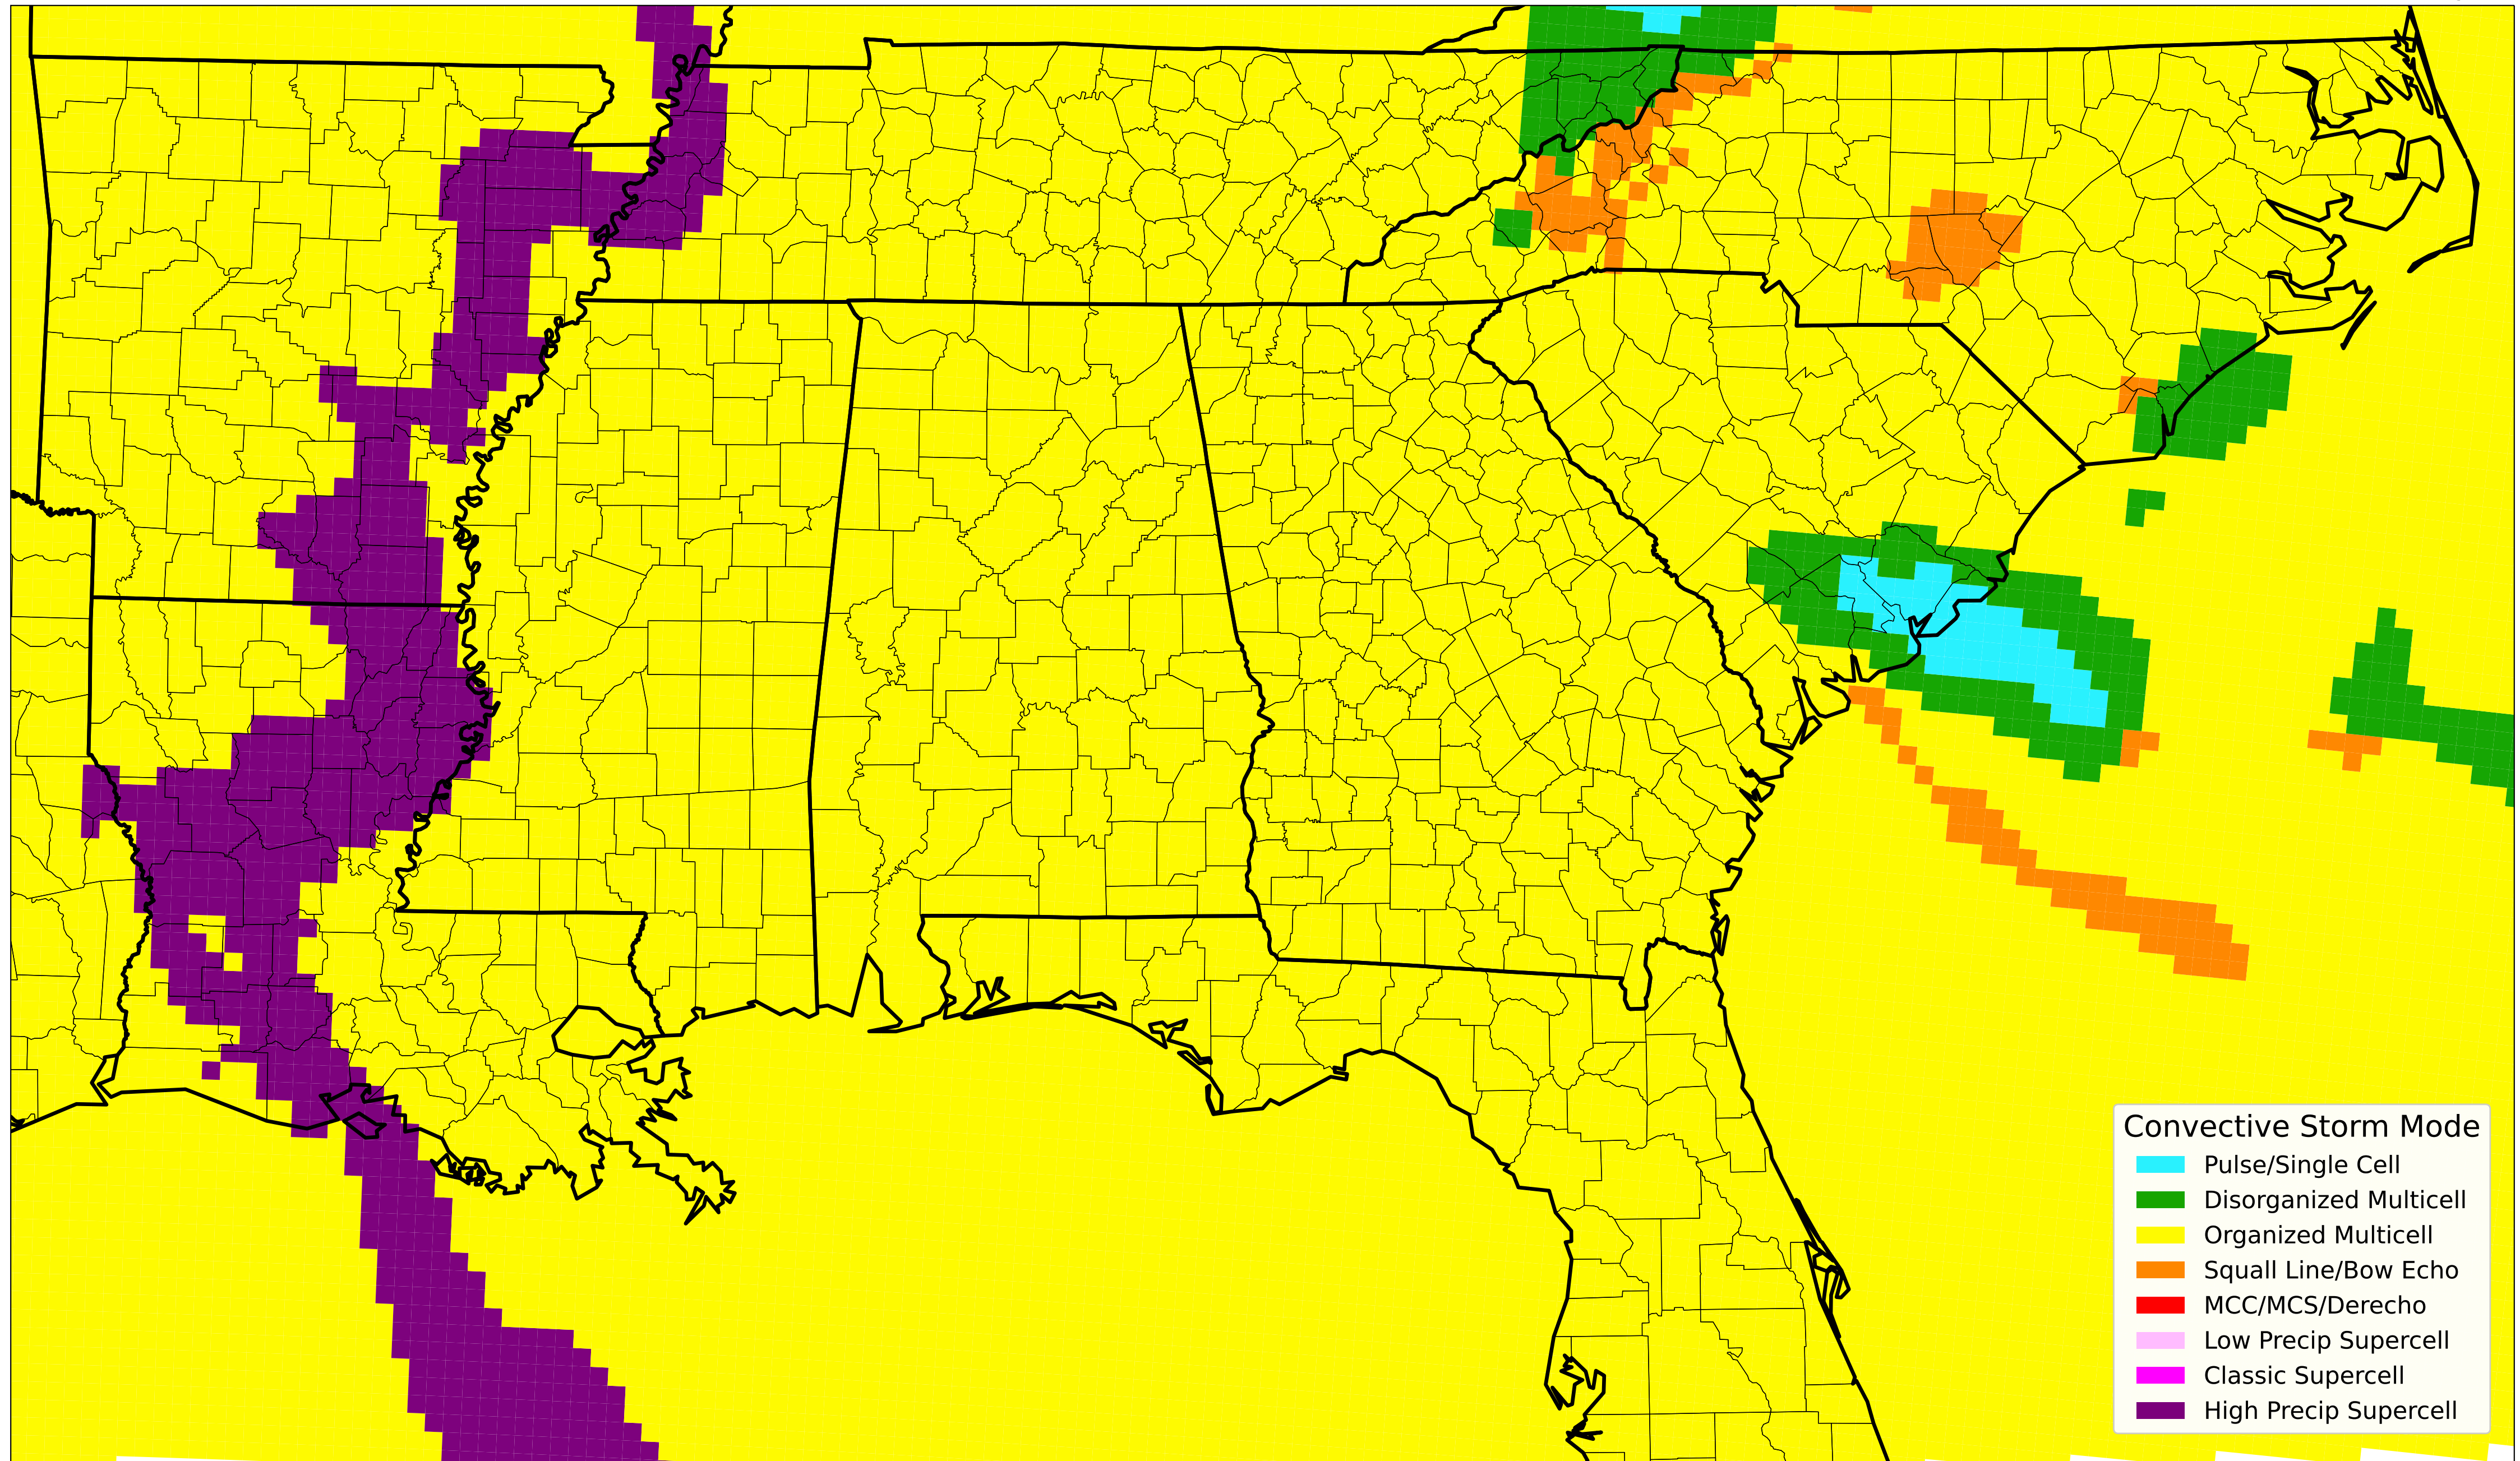 Convective Storm Mode
Pulse/Single Cell
Disorganized Multicell
Organized Multicell
Squall Line/Bow Echo
MCC/MCS/Derecho
Low Precip Supercell
Classic Supercell
High Precip Supercell